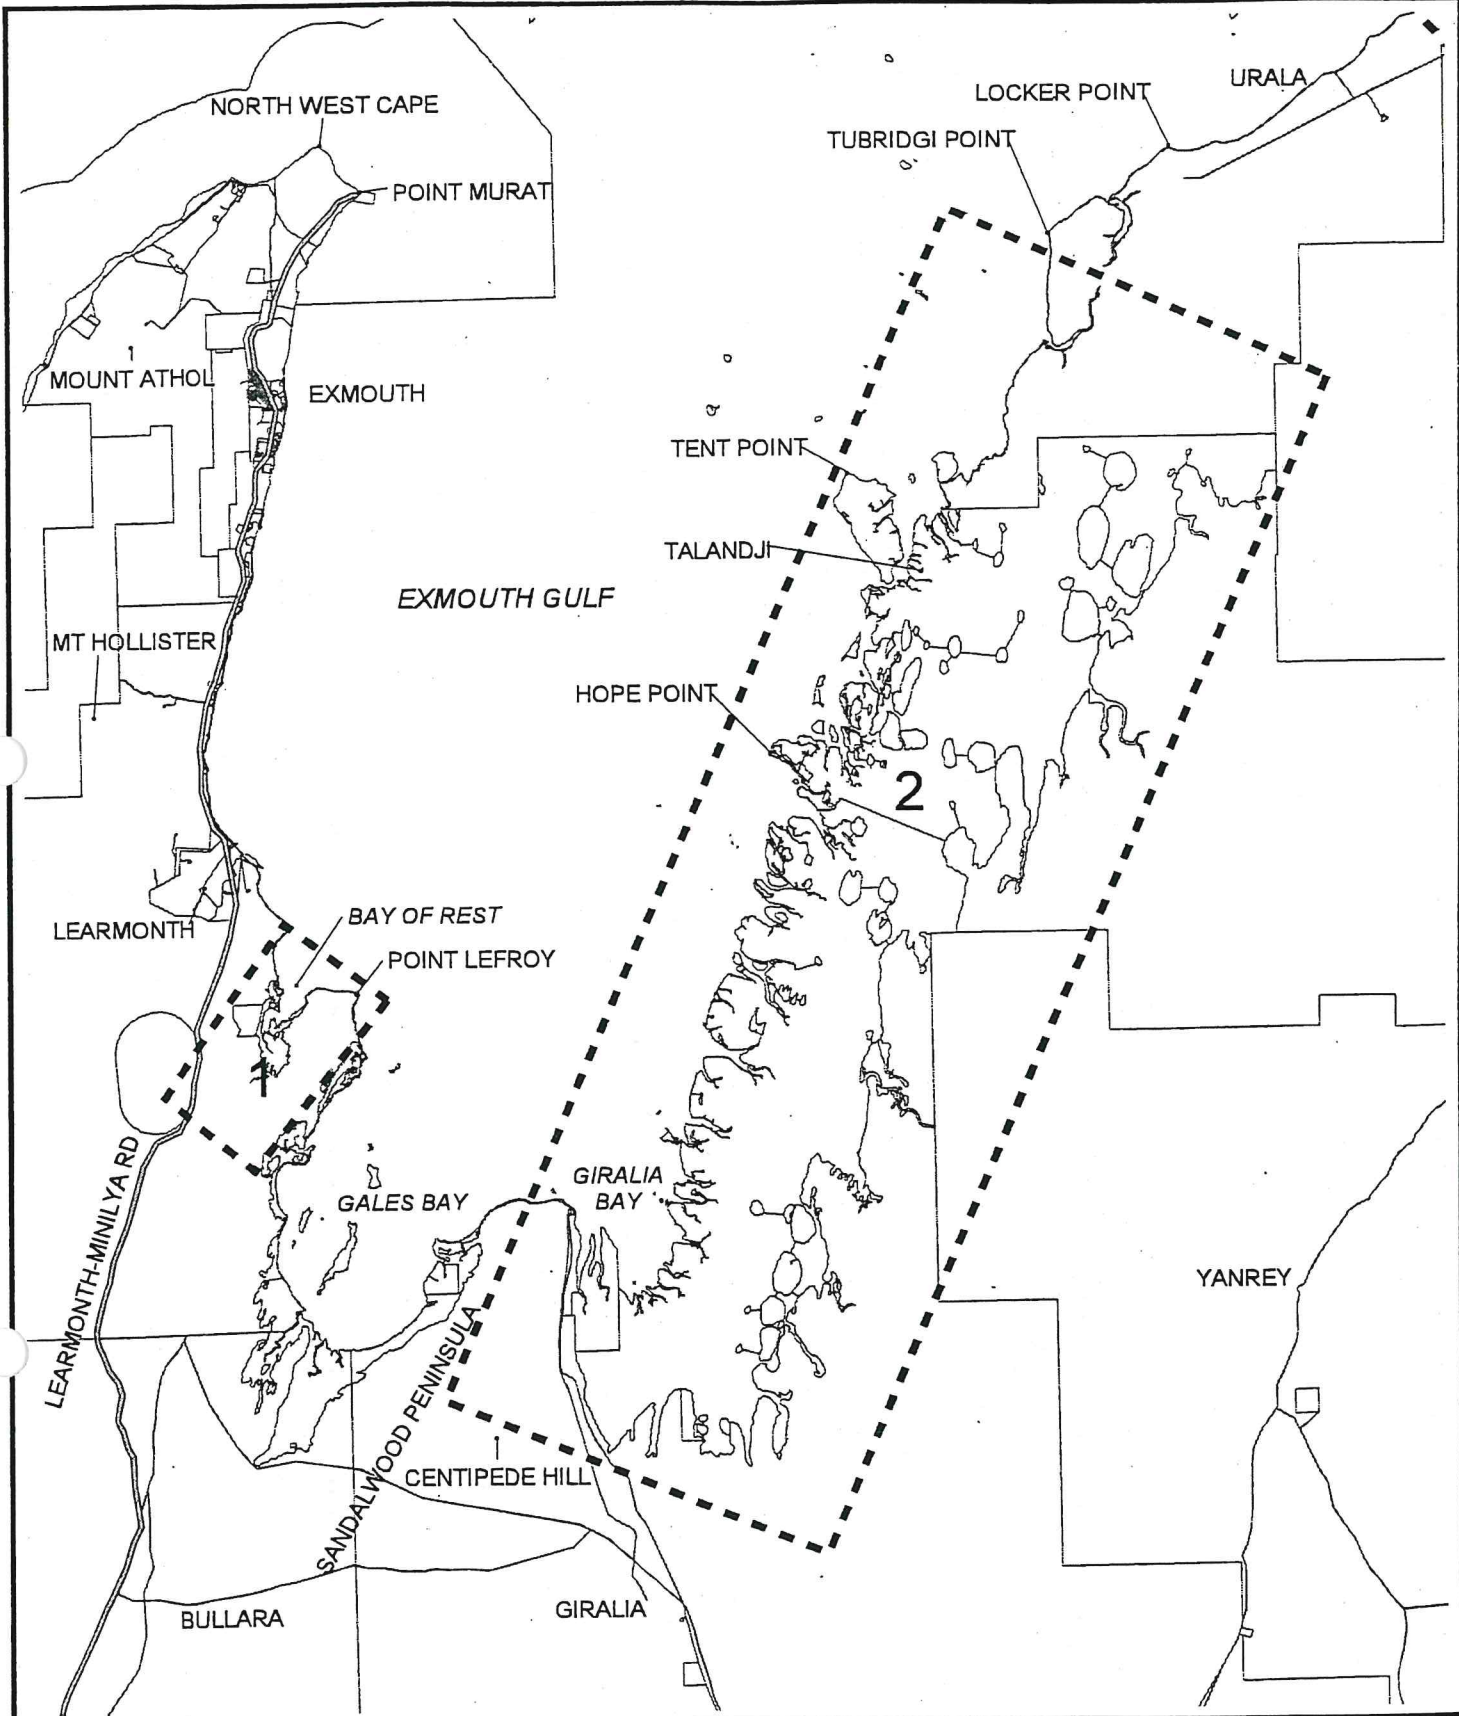 URALA
LOCKER POINT
NORTH WEST CAPE
TUBRIDGI POINT
POINT MURAT
MOUNT ATHOL
EXMOUTH
TENT POINT
TALANDJI
EXMOUTH GULF
MT HOLLISTER
HOPE POINT
2
BAY OF REST
LEARMONTH
POINT LEFROY
1
LEARMONTH-MINILYA RD
GIRALIA
BAY
GALES BAY
YANREY
SANDALWOOD PENINSULA
CENTIPEDE HILL
GIRALIA
BULLARA